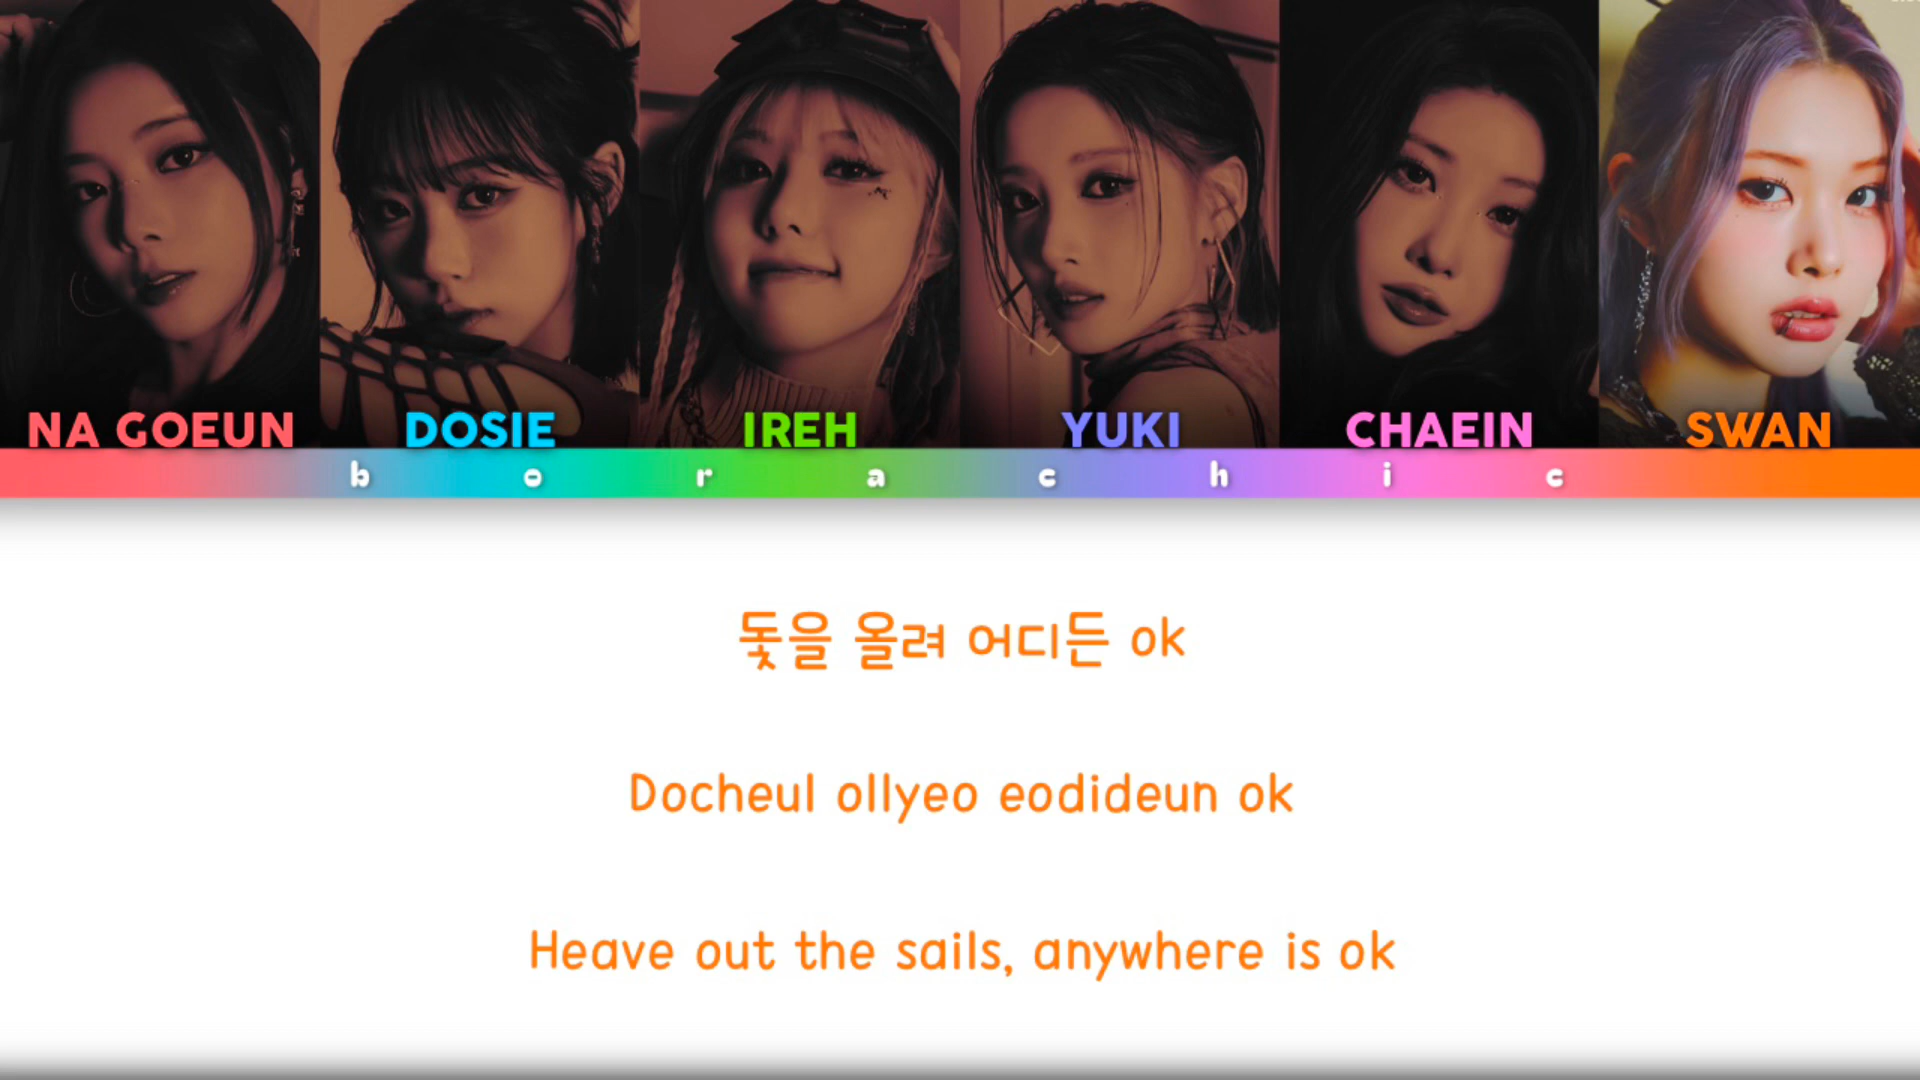 NA GOEUN DOSIE IREH YUKI CHAEIN SWAN
b o r a c h i c
돛을 올려 어디든 ok
Docheul ollyeo eodideun ok
Heave out the sails, anywhere is ok